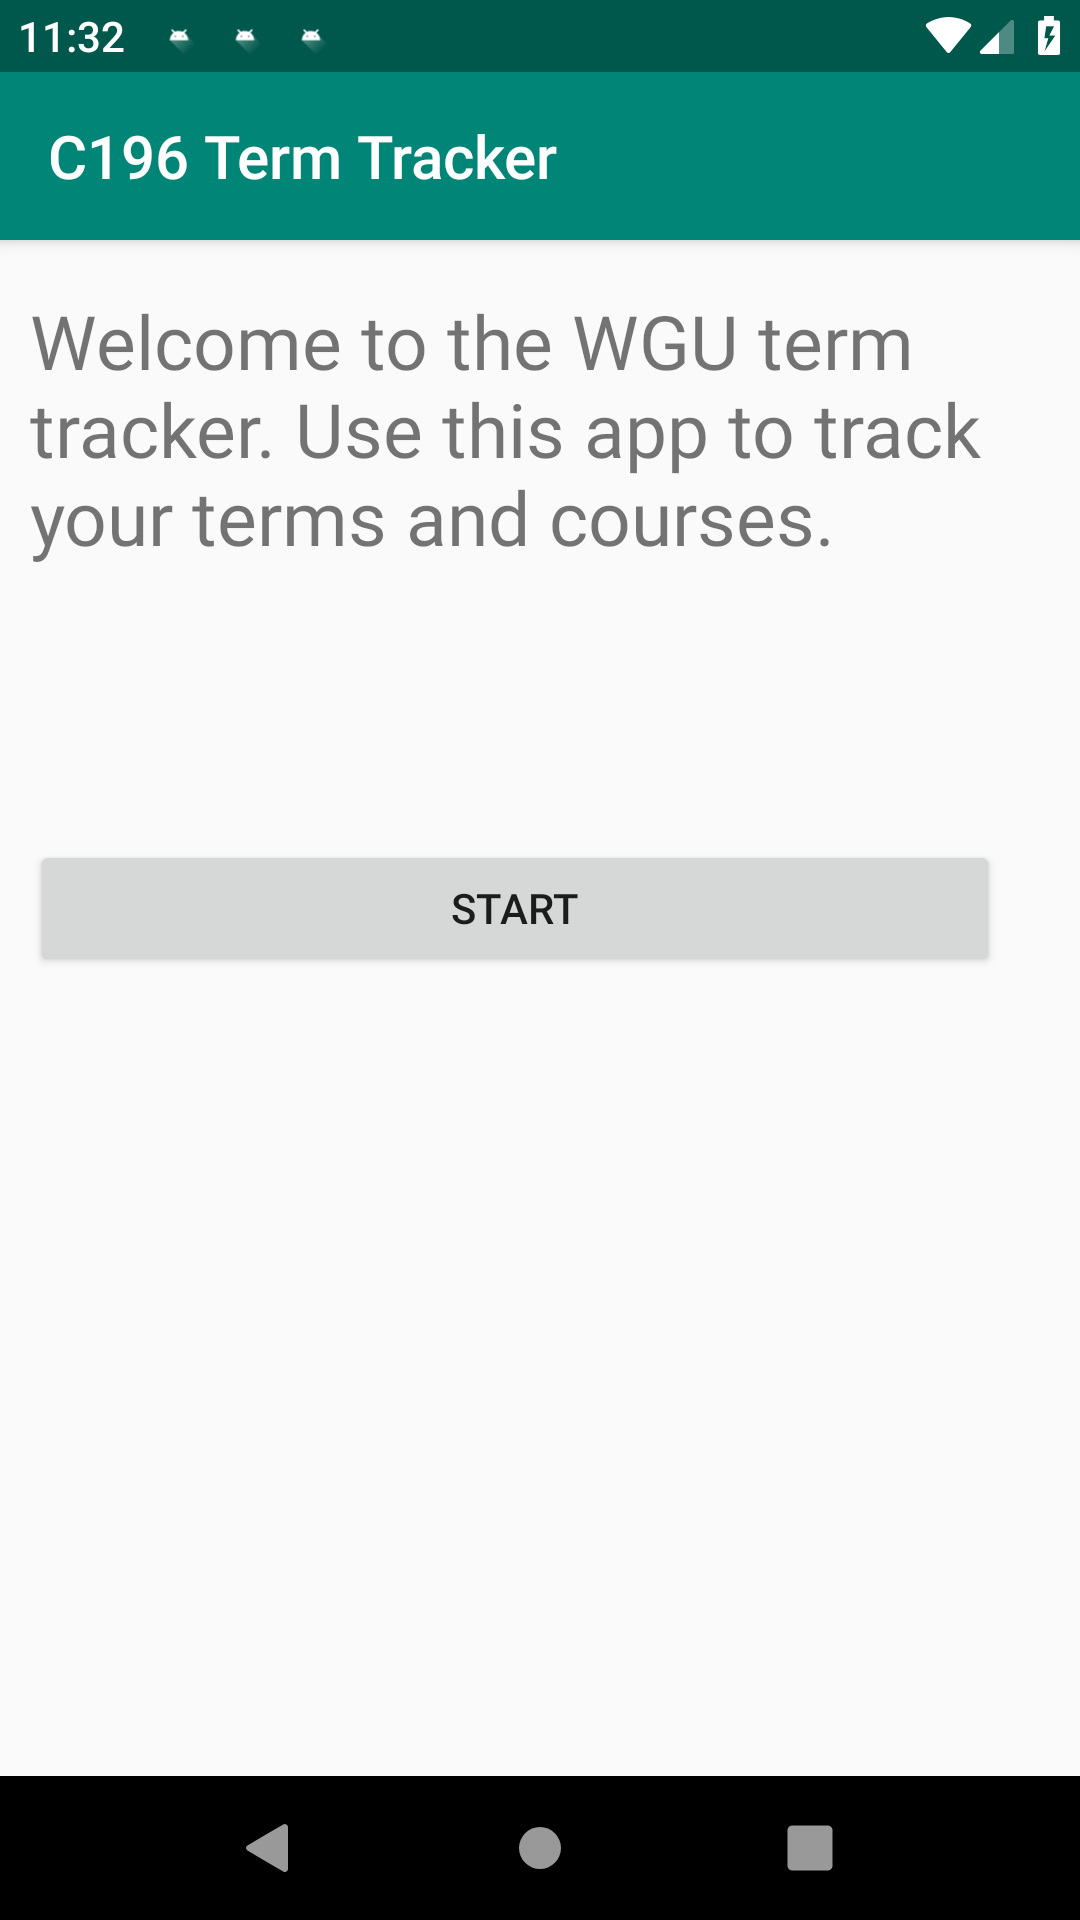 11:32
C196 Term Tracker
Welcome to the WGU term
tracker. Use this app to track
your terms and courses.
START